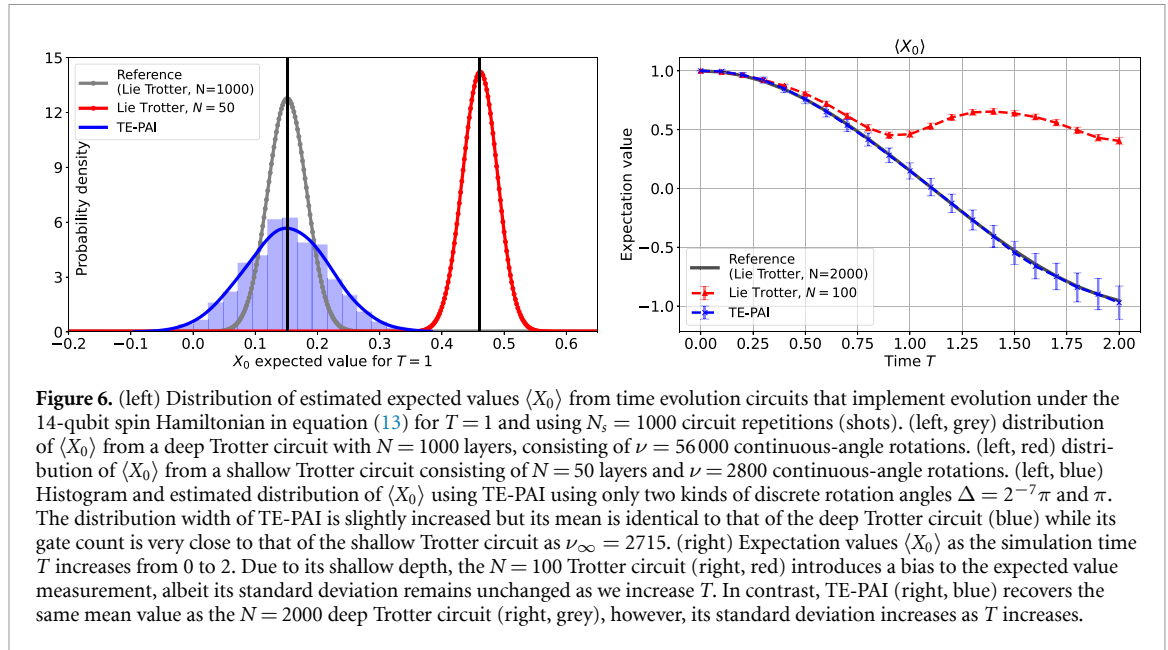 15
12
9
6
3
0
Probability density
Reference
(Lie Trotter, N=1000)
Lie Trotter, N = 50
TE-PAI
−0.2 −0.1 0.0 0.1 0.2 0.3 0.4 0.5 0.6
X₀ expected value for T = 1
⟨X₀⟩
1.0
0.5
0.0
−0.5
−1.0
Expectation value
Reference
(Lie Trotter, N=2000)
Lie Trotter, N = 100
TE-PAI
0.00 0.25 0.50 0.75 1.00 1.25 1.50 1.75 2.00
Time T
Figure 6. (left) Distribution of estimated expected values ⟨X₀⟩ from time evolution circuits that implement evolution under the
14-qubit spin Hamiltonian in equation (13) for T = 1 and using Nₛ = 1000 circuit repetitions (shots). (left, grey) distribution
of ⟨X₀⟩ from a deep Trotter circuit with N = 1000 layers, consisting of ν = 56 000 continuous-angle rotations. (left, red) distri-
bution of ⟨X₀⟩ from a shallow Trotter circuit consisting of N = 50 layers and ν = 2800 continuous-angle rotations. (left, blue)
Histogram and estimated distribution of ⟨X₀⟩ using TE-PAI using only two kinds of discrete rotation angles Δ = 2⁻⁷π and π.
The distribution width of TE-PAI is slightly increased but its mean is identical to that of the deep Trotter circuit (blue) while its
gate count is very close to that of the shallow Trotter circuit as ν∞ = 2715. (right) Expectation values ⟨X₀⟩ as the simulation time
T increases from 0 to 2. Due to its shallow depth, the N = 100 Trotter circuit (right, red) introduces a bias to the expected value
measurement, albeit its standard deviation remains unchanged as we increase T. In contrast, TE-PAI (right, blue) recovers the
same mean value as the N = 2000 deep Trotter circuit (right, grey), however, its standard deviation increases as T increases.